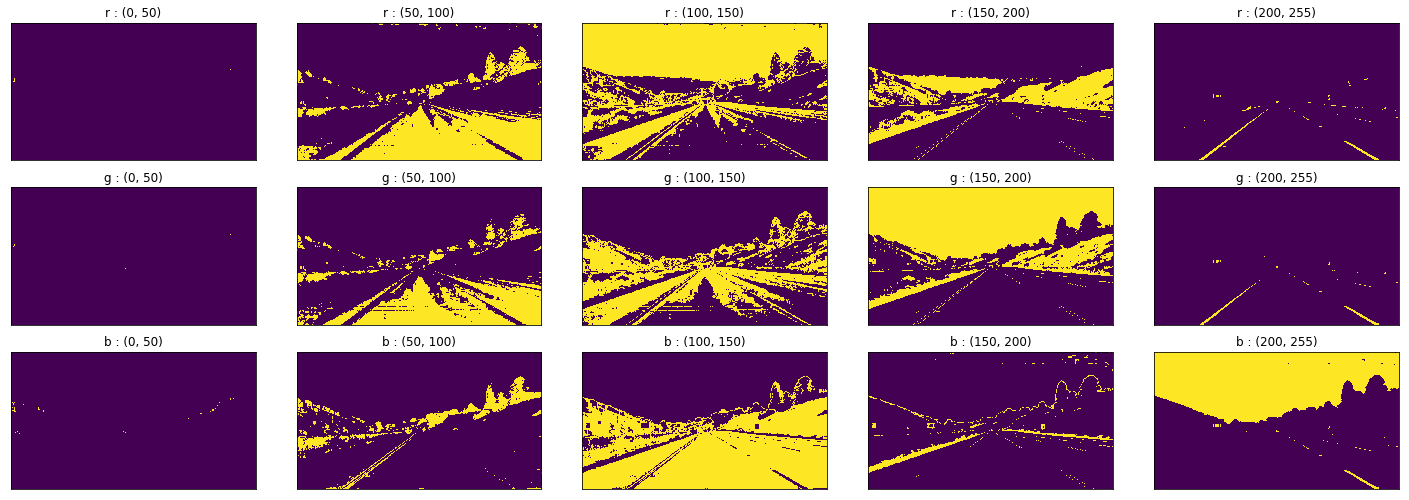 r : (0, 50)
r : (50, 100)
r : (100, 150)
r : (150, 200)
r : (200, 255)
g : (0, 50)
g : (50, 100)
g : (100, 150)
g : (150, 200)
g : (200, 255)
b : (0, 50)
b : (50, 100)
b : (100, 150)
b : (150, 200)
b : (200, 255)